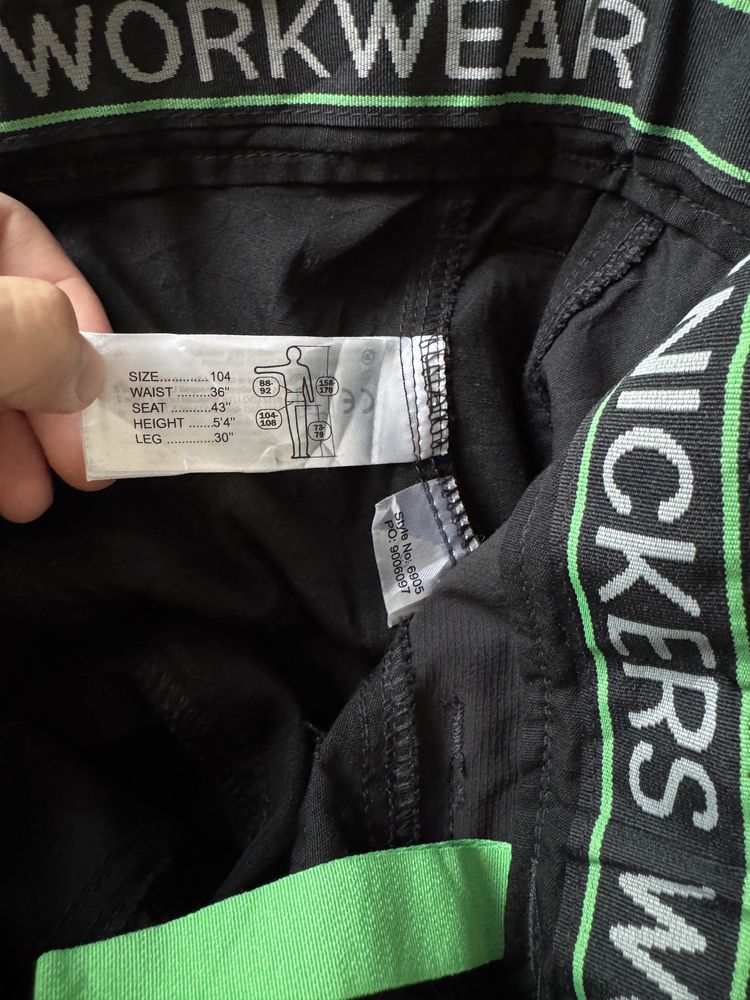 WORKWEAR
SIZE............. 104
WAIST .........36"
SEAT ...........43"
HEIGHT ......5'4"
LEG ............30"
88-
92
158-
170
104-
108
73-
79
®
CE
Style No: 6905
PO: 9006097
NICKERS W